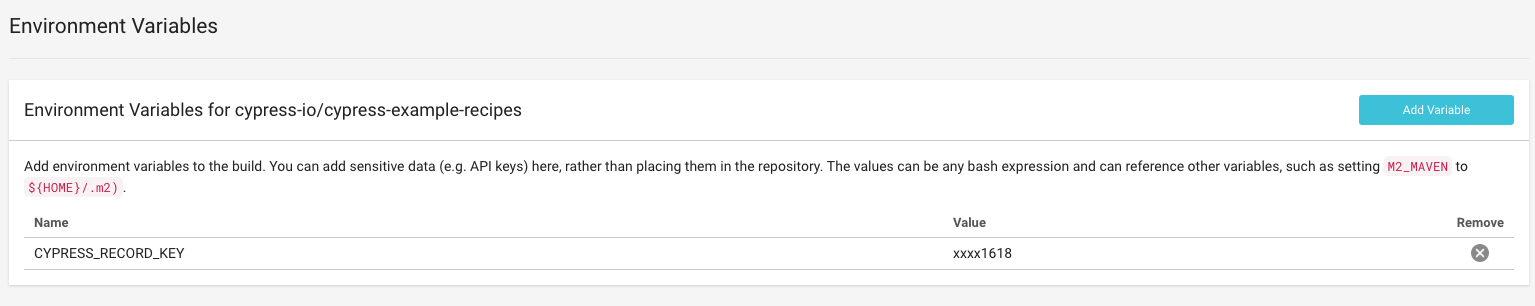 Environment Variables
Environment Variables for cypress-io/cypress-example-recipes
Add Variable
Add environment variables to the build. You can add sensitive data (e.g. API keys) here, rather than placing them in the repository. The values can be any bash expression and can reference other variables, such as setting M2_MAVEN to
${HOME}/.m2).
Name Value Remove
CYPRESS_RECORD_KEY xxxx1618